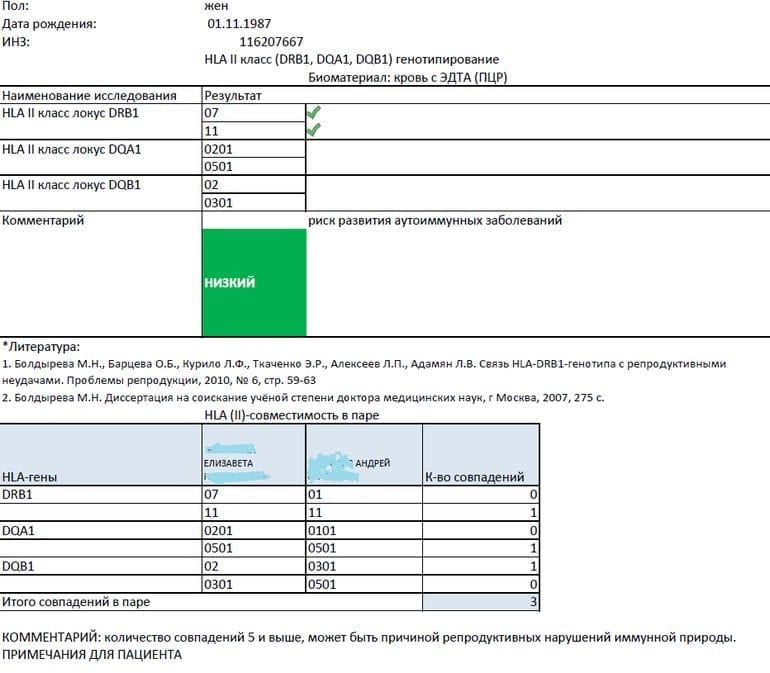 Пол: жен
Дата рождения: 01.11.1987
ИНЗ: 116207667
HLA II класс (DRB1, DQA1, DQB1) генотипирование
Биоматериал: кровь с ЭДТА (ПЦР)
Наименование исследования Результат
HLA II класс локус DRB1 07
11
HLA II класс локус DQA1 0201
0501
HLA II класс локус DQB1 02
0301
Комментарий риск развития аутоиммунных заболеваний
НИЗКИЙ
*Литература:
1. Болдырева М.Н., Барцева О.Б., Курило Л.Ф., Ткаченко Э.Р., Алексеев Л.П., Адамян Л.В. Связь HLA-DRB1-генотипа с репродуктивными
неудачами. Проблемы репродукции, 2010, № 6, стр. 59-63
2. Болдырева М.Н. Диссертация на соискание учёной степени доктора медицинских наук, г Москва, 2007, 275 с.
HLA (II)-совместимость в паре
ЕЛИЗАВЕТА АНДРЕЙ
HLA-гены К-во совпадений
DRB1 07 01 0
11 11 1
DQA1 0201 0101 0
0501 0501 1
DQB1 02 0301 1
0301 0501 0
Итого совпадений в паре 3
КОММЕНТАРИЙ: количество совпадений 5 и выше, может быть причиной репродуктивных нарушений иммунной природы.
ПРИМЕЧАНИЯ ДЛЯ ПАЦИЕНТА